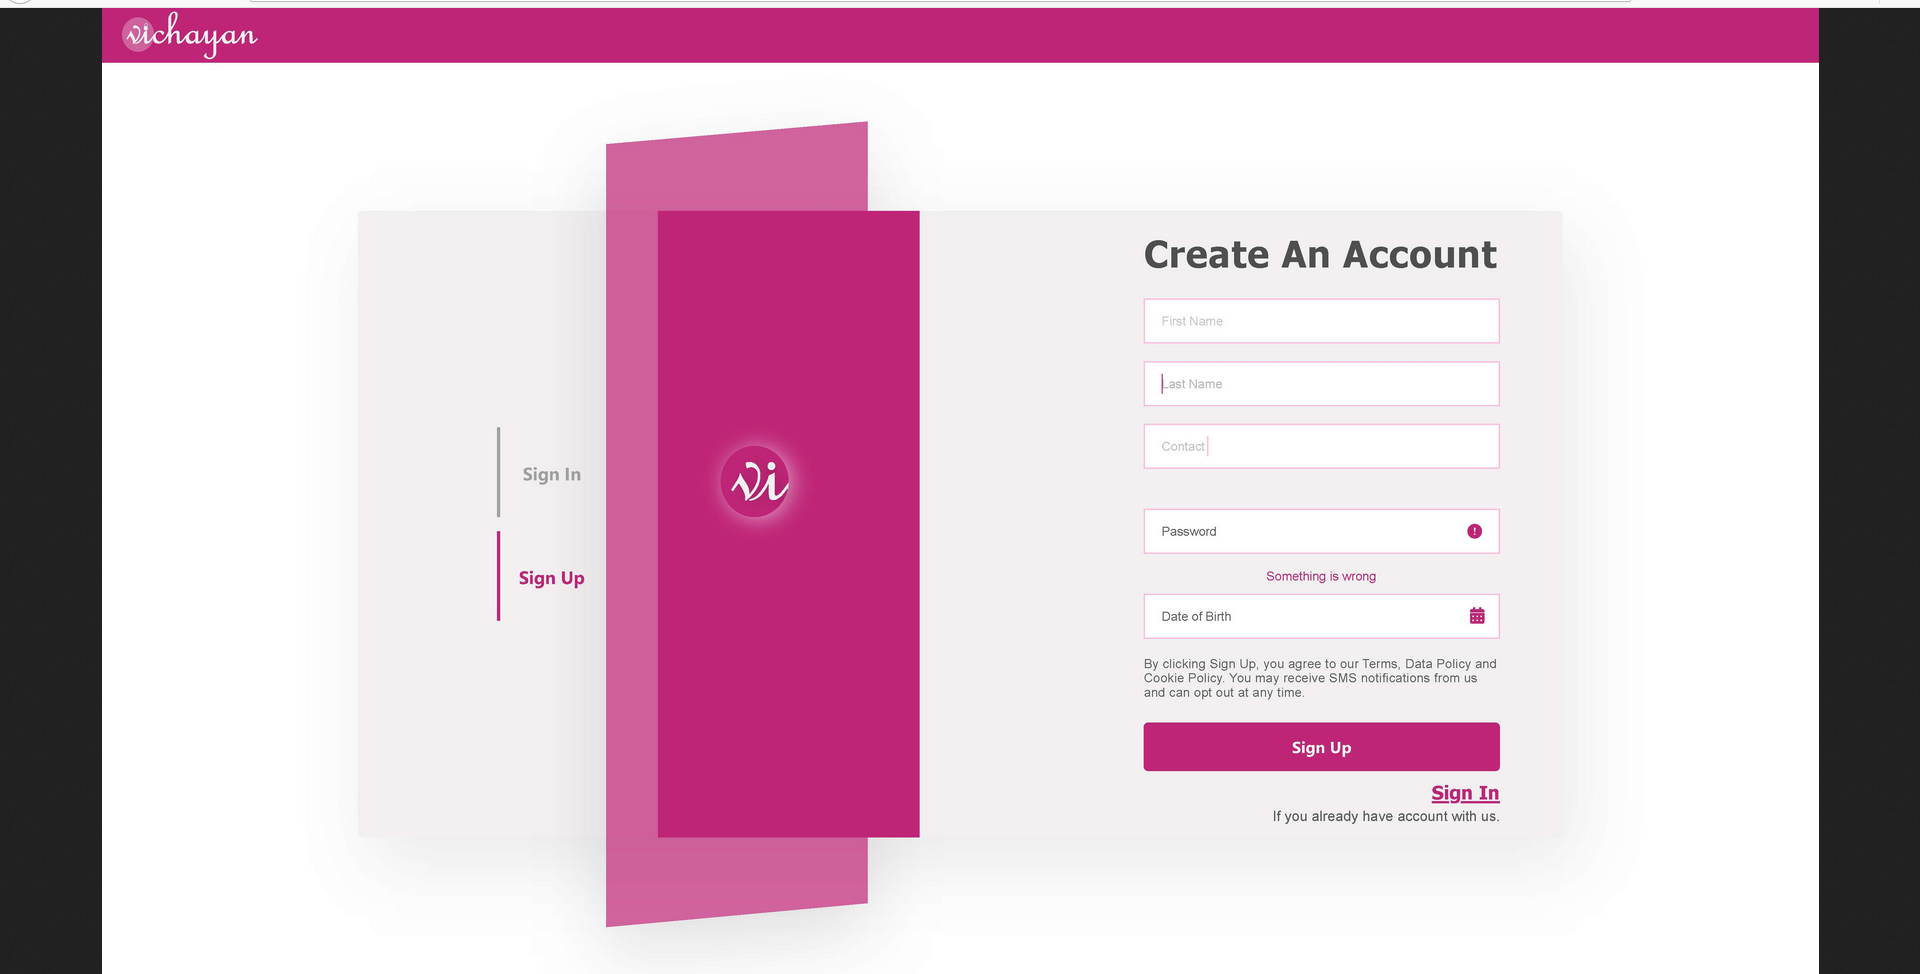 vichayan
Sign In
Sign Up
vi
Create An Account
First Name
Last Name
Contact
Password
Something is wrong
Date of Birth
By clicking Sign Up, you agree to our Terms, Data Policy and
Cookie Policy. You may receive SMS notifications from us
and can opt out at any time.
Sign Up
Sign In
If you already have account with us.